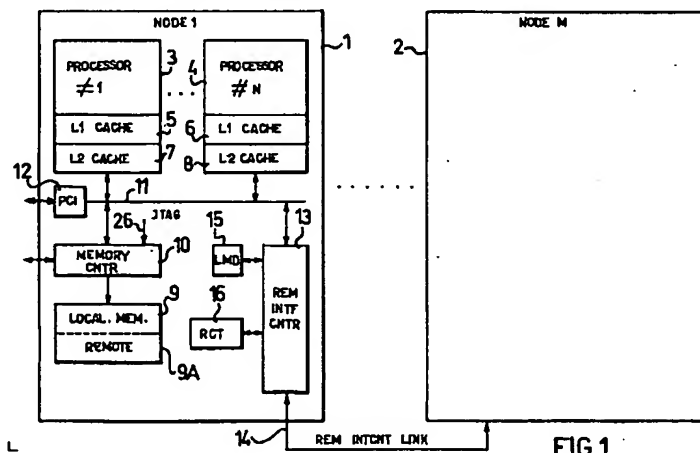 NODE 1
1
PROCESSOR
≠1
3
5
L1 CACHE
7
L2 CACHE
PROCESSOR
# N
4
L1 CACHE
6
L2 CACHE
8
12
PCI
11
26
JTAG
MEMORY
CNTR
10
LOCAL. MEM.
9
REMOTE
9A
15
LMD
16
RCT
13
REM
INTF
CNTR
14
REM INTCNT LINK
NODE M
2
FIG.1